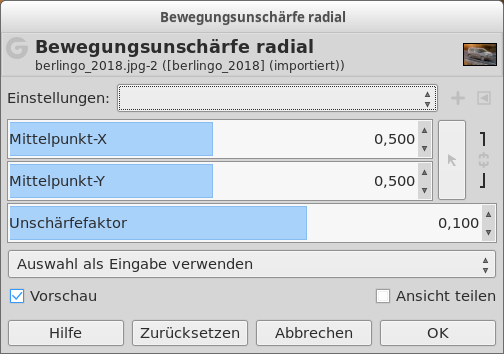 Bewegungsunschärfe radial
Bewegungsunschärfe radial
berlingo_2018.jpg-2 ([berlingo_2018] (importiert))
Einstellungen:
Mittelpunkt-X 0,500
Mittelpunkt-Y 0,500
Unschärfefaktor 0,100
Auswahl als Eingabe verwenden
Vorschau Ansicht teilen
Hilfe Zurücksetzen Abbrechen OK